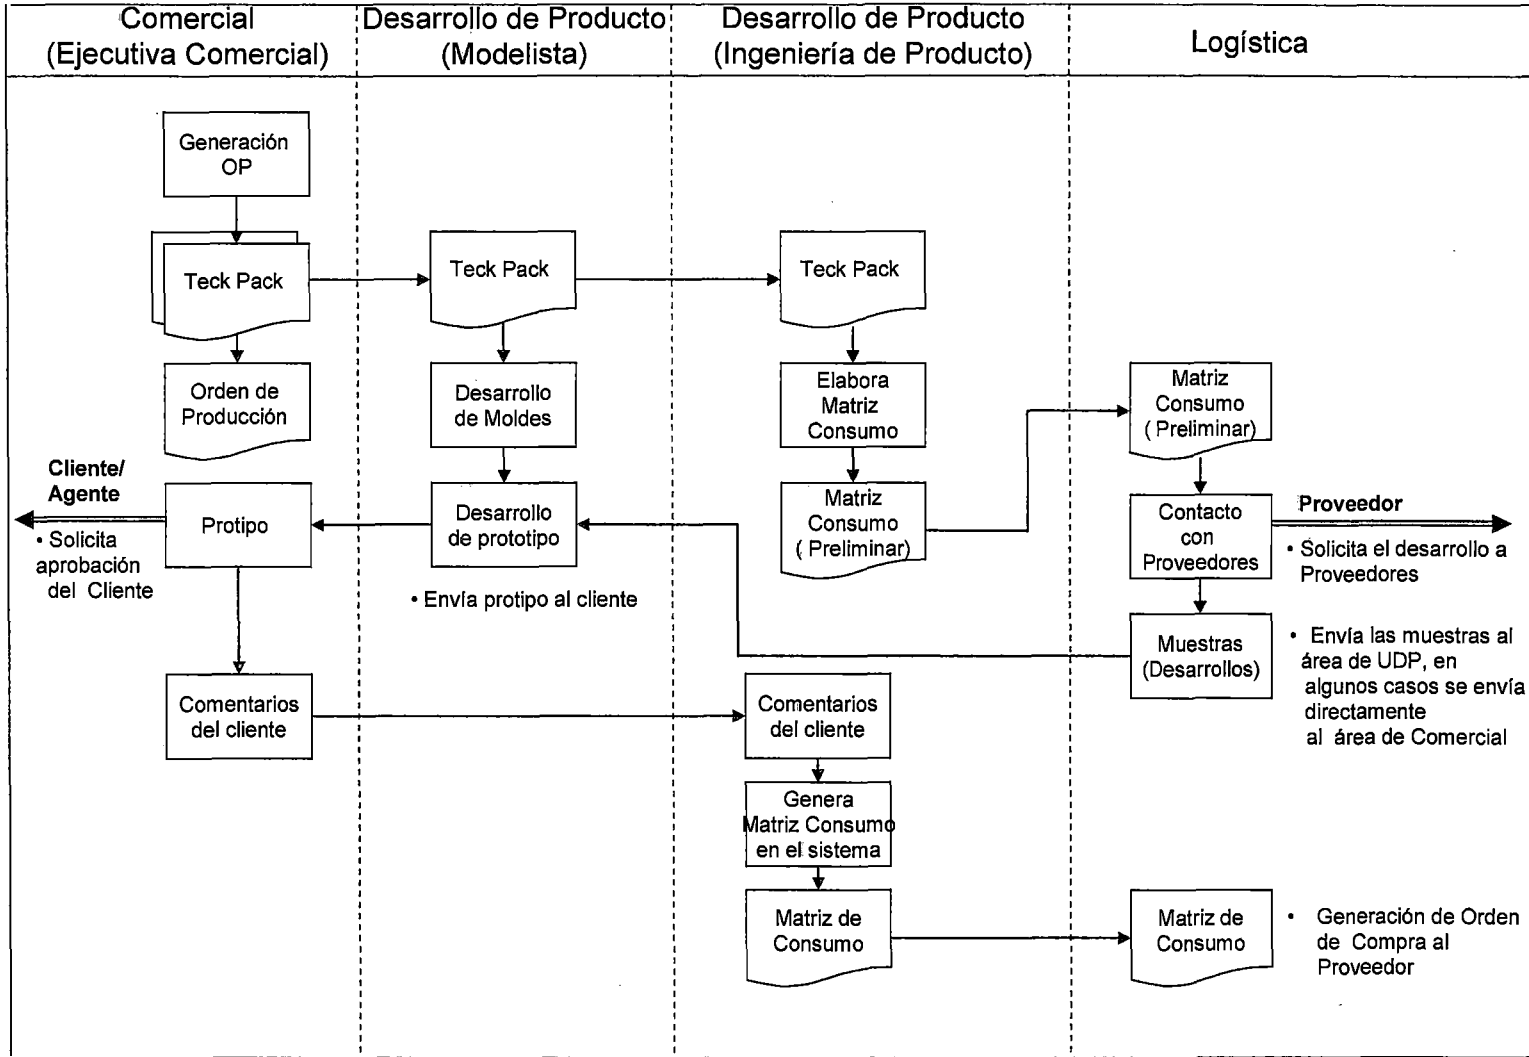 Comercial
(Ejecutiva Comercial)
Desarrollo de Producto
(Modelista)
Desarrollo de Producto
(Ingeniería de Producto)
Logística
Generación
OP
Teck Pack
Teck Pack
Teck Pack
Orden de
Producción
Desarrollo
de Moldes
Elabora
Matriz
Consumo
Matriz
Consumo
( Preliminar)
Cliente/
Agente
• Solicita
aprobación
del Cliente
Protipo
Desarrollo
de prototipo
• Envía protipo al cliente
Matriz
Consumo
( Preliminar)
Contacto
con
Proveedores
Proveedor
• Solicita el desarrollo a
Proveedores
Muestras
(Desarrollos)
• Envía las muestras al
área de UDP, en
algunos casos se envía
directamente
al área de Comercial
Comentarios
del cliente
Comentarios
del cliente
Genera
Matriz Consumo
en el sistema
Matriz de
Consumo
Matriz de
Consumo
• Generación de Orden
de Compra al
Proveedor